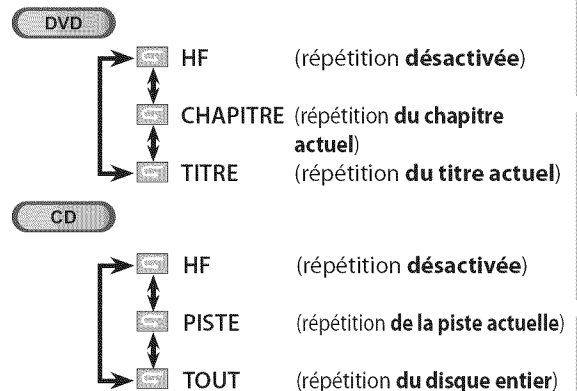 DVD
HF (répétition désactivée)
CHAPITRE (répétition du chapitre
actuel)
TITRE (répétition du titre actuel)
CD
HF (répétition désactivée)
PISTE (répétition de la piste actuelle)
TOUT (répétition du disque entier)